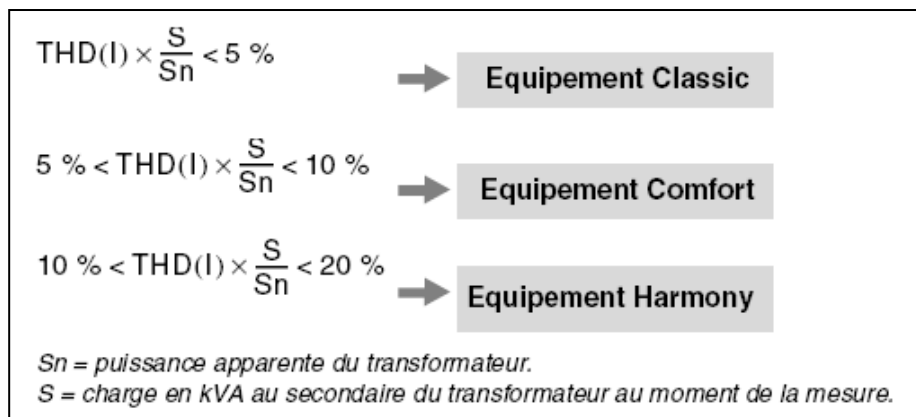 THD(I) × S/Sn < 5 %
Equipement Classic
5 % < THD(I) × S/Sn < 10 %
Equipement Comfort
10 % < THD(I) × S/Sn < 20 %
Equipement Harmony
Sn = puissance apparente du transformateur.
S = charge en kVA au secondaire du transformateur au moment de la mesure.